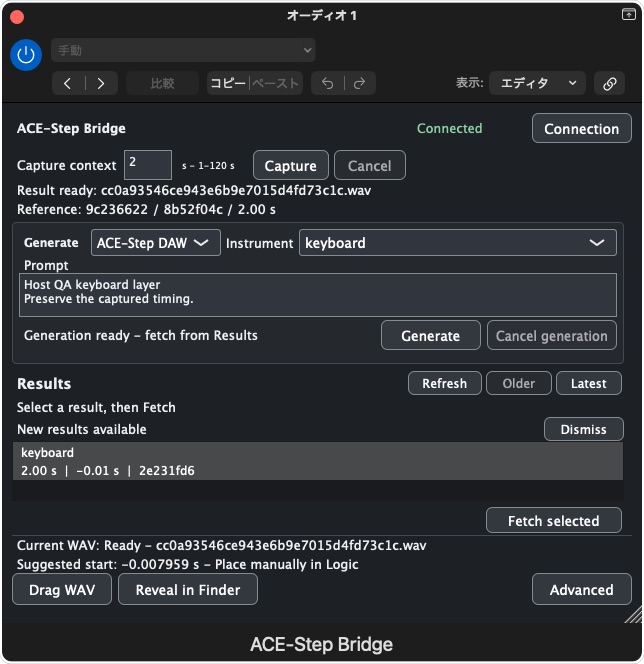 オーディオ 1
手動
比較 コピー ペースト 表示: エディタ
ACE-Step Bridge Connected Connection
Capture context 2 s – 1–120 s Capture Cancel
Result ready: cc0a93546ce943e6b9e7015d4fd73c1c.wav
Reference: 9c236622 / 8b52f04c / 2.00 s
Generate ACE-Step DAW Instrument keyboard
Prompt
Host QA keyboard layer
Preserve the captured timing.
Generation ready – fetch from Results Generate Cancel generation
Results Refresh Older Latest
Select a result, then Fetch
New results available Dismiss
keyboard
2.00 s | -0.01 s | 2e231fd6
Fetch selected
Current WAV: Ready – cc0a93546ce943e6b9e7015d4fd73c1c.wav
Suggested start: -0.007959 s – Place manually in Logic
Drag WAV Reveal in Finder Advanced
ACE-Step Bridge